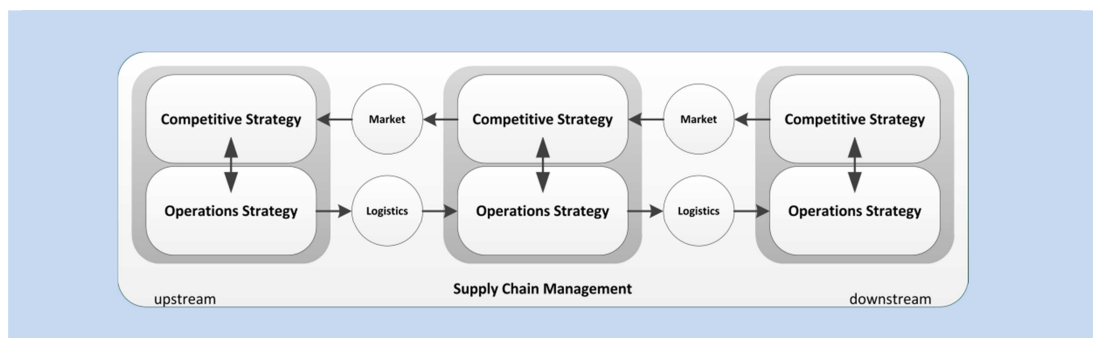 Competitive Strategy
Market
Competitive Strategy
Market
Competitive Strategy
Operations Strategy
Logistics
Operations Strategy
Logistics
Operations Strategy
Supply Chain Management
upstream
downstream